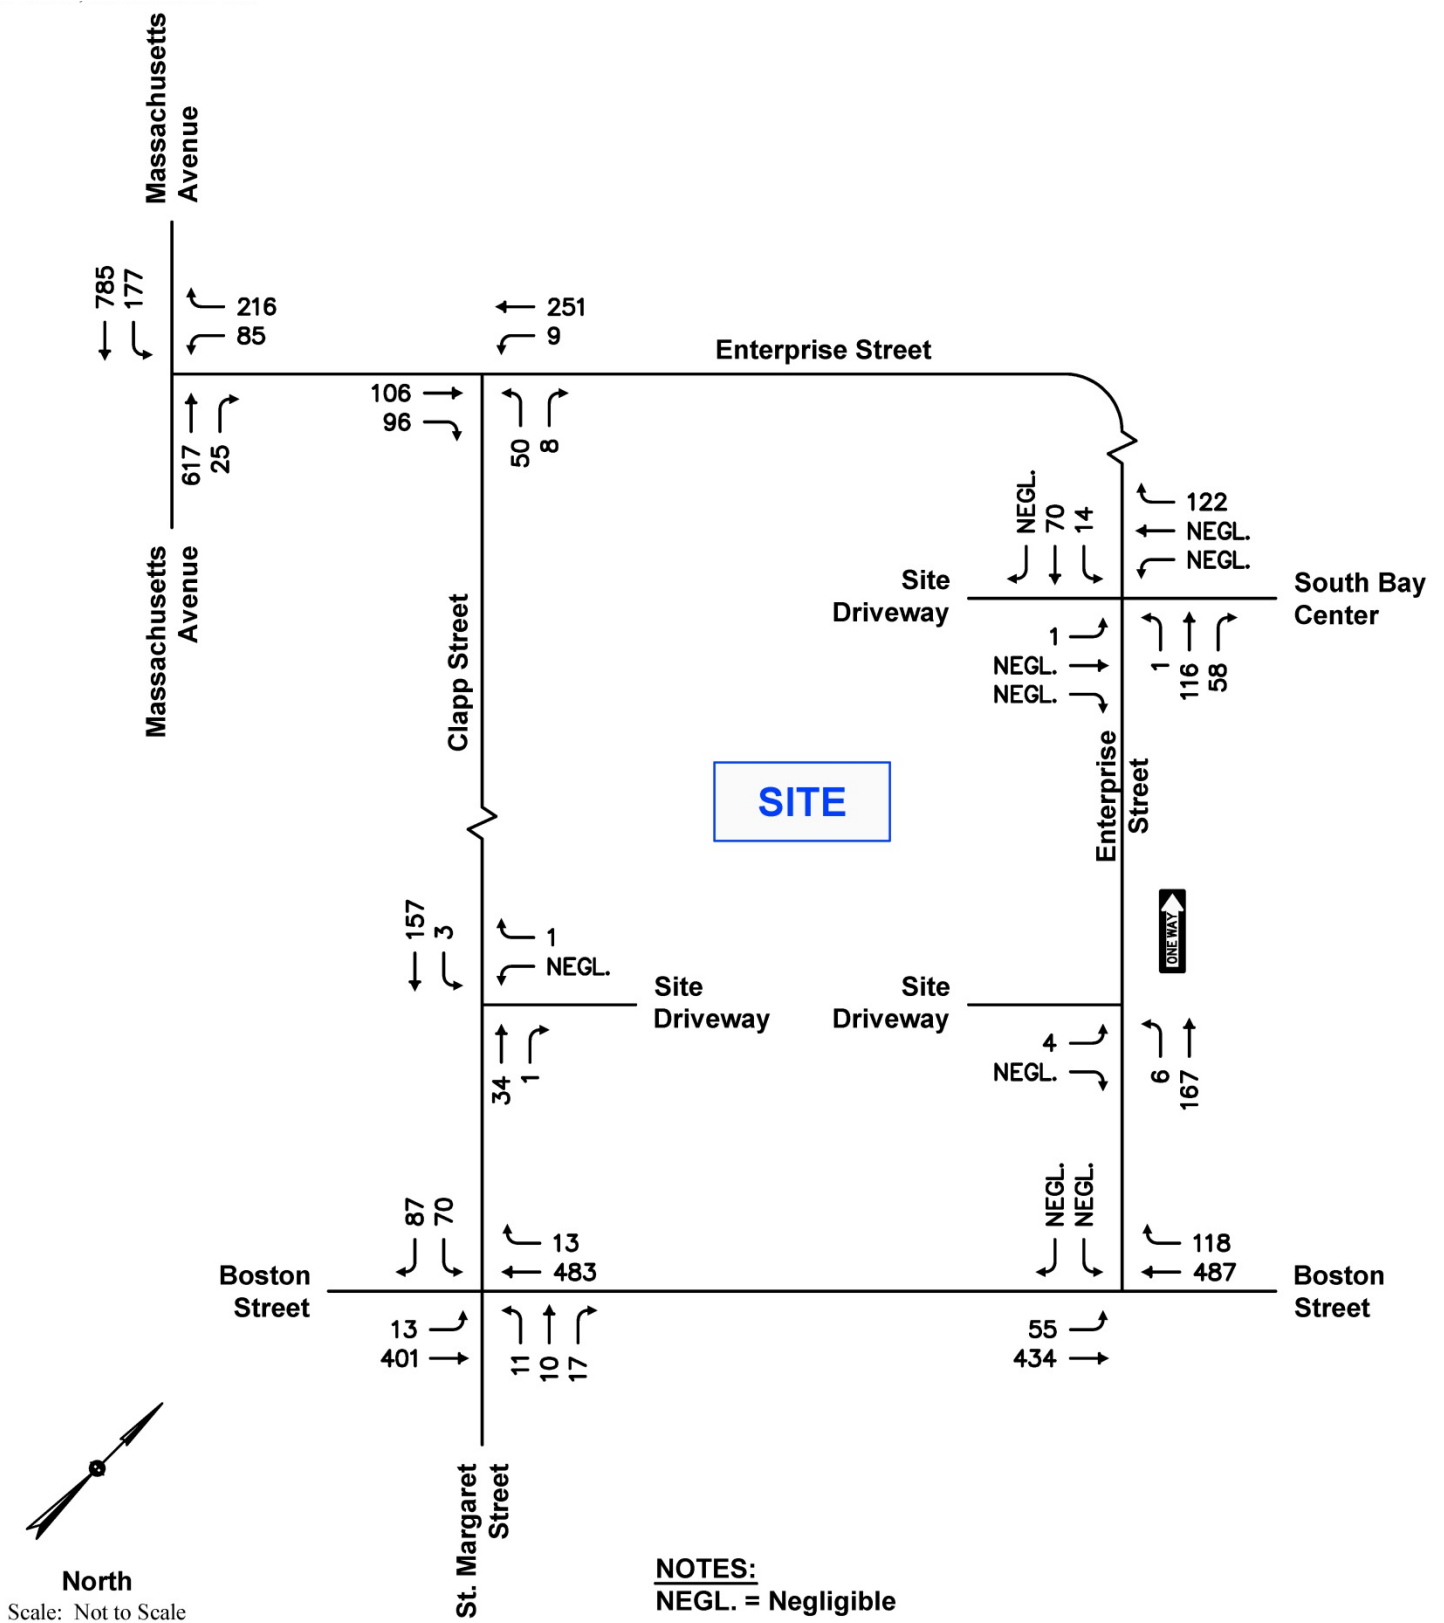 Massachusetts
Avenue
785
177
216
85
251
9
Enterprise Street
106
96
617
25
50
8
Massachusetts
Avenue
NEGL.
70
14
122
NEGL.
NEGL.
Site
Driveway
South Bay
Center
1
NEGL.
NEGL.
1
116
58
Clapp Street
Enterprise
Street
SITE
ONE WAY
157
3
1
NEGL.
Site
Driveway
Site
Driveway
34
1
4
NEGL.
6
167
87
70
13
483
NEGL.
NEGL.
118
487
Boston
Street
Boston
Street
13
401
11
10
17
55
434
St. Margaret
Street
North
Scale: Not to Scale
NOTES:
NEGL. = Negligible